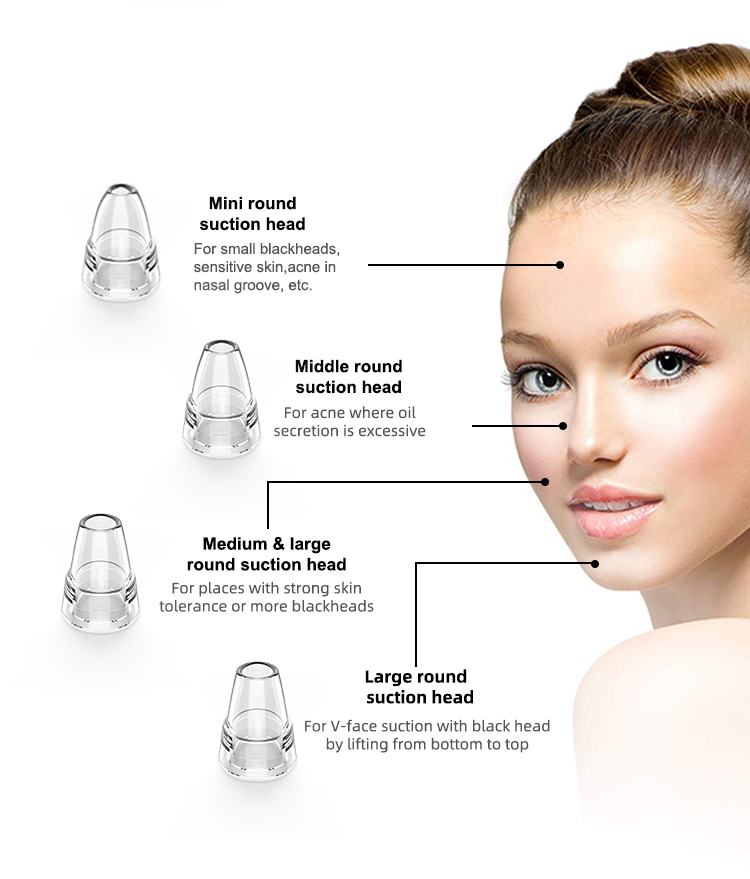 Mini round
suction head
For small blackheads,
sensitive skin,acne in
nasal groove, etc.
Middle round
suction head
For acne where oil
secretion is excessive
Medium & large
round suction head
For places with strong skin
tolerance or more blackheads
Large round
suction head
For V-face suction with black head
by lifting from bottom to top